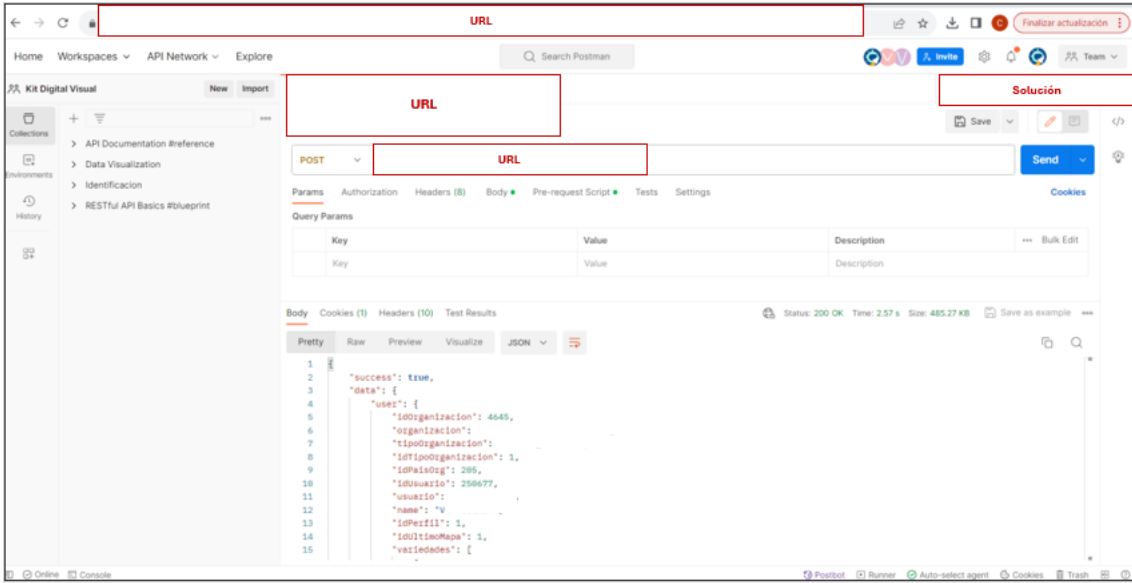 URL
C Finalizar actualización
Home Workspaces API Network Explore Search Postman Invite Team
Kit Digital Visual New Import URL Solución
Collections Save
API Documentation #reference
Data Visualization POST URL Send
Environments
Identificacion
History RESTful API Basics #blueprint Params Authorization Headers (8) Body Pre-request Script Tests Settings Cookies
Query Params
Key Value Description Bulk Edit
Key Value Description
Body Cookies (1) Headers (10) Test Results Status: 200 OK Time: 2.57 s Size: 485.27 KB Save as example
Pretty Raw Preview Visualize JSON
1 {
2 "success": true,
3 "data": {
4 "user": {
5 "idOrganizacion": 4645,
6 "organizacion":
7 "tipoOrganizacion":
8 "idTipoOrganizacion": 1,
9 "idPaisOrg": 205,
10 "idUsuario": 250677,
11 "usuario":
12 "name": "V
13 "idPerfil": 1,
14 "idUltimoMapa": 1,
15 "variedades": [
Online Console Postbot Runner Auto-select agent Cookies Trash